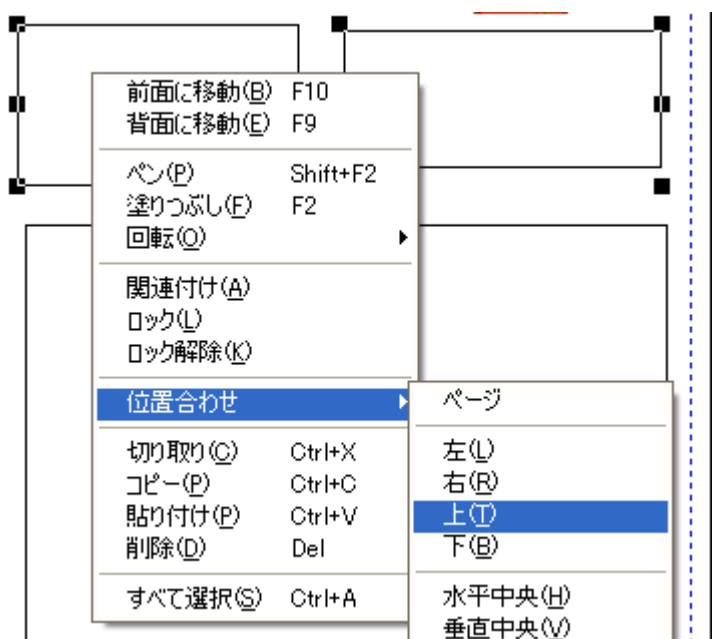 前面に移動(B) F10
背面に移動(E) F9
ペン(P) Shift+F2
塗りつぶし(F) F2
回転(O)
関連付け(A)
ロック(L)
ロック解除(K)
位置合わせ
切り取り(C) Ctrl+X
コピー(P) Ctrl+C
貼り付け(P) Ctrl+V
削除(D) Del
すべて選択(S) Ctrl+A
ページ
左(L)
右(R)
上(T)
下(B)
水平中央(H)
垂直中央(V)